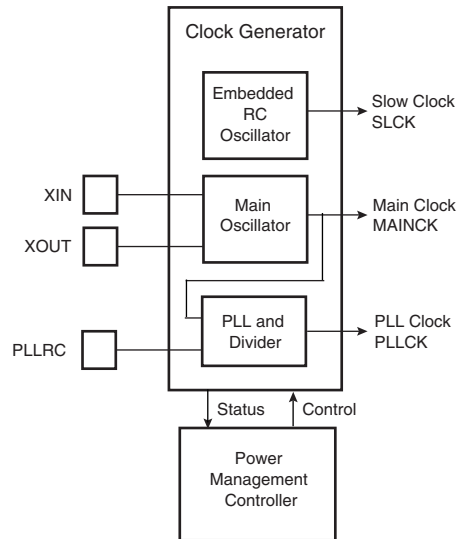 Clock Generator
Embedded
RC
Oscillator
Slow Clock
SLCK
XIN
Main
Oscillator
Main Clock
MAINCK
XOUT
PLL and
Divider
PLL Clock
PLLCK
PLLRC
Status
Control
Power
Management
Controller